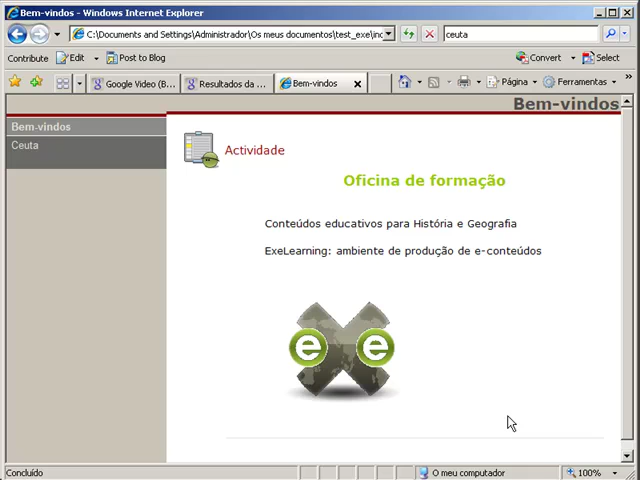 Bem-vindos - Windows Internet Explorer
C:\Documents and Settings\Administrador\Os meus documentos\test_exe\in
ceuta
Contribute Edit Post to Blog
Convert Select
Google Video (B... Resultados da ... Bem-vindos
Página Ferramentas
Bem-vindos
Bem-vindos
Ceuta
Actividade
Oficina de formação
Conteúdos educativos para História e Geografia
ExeLearning: ambiente de produção de e-conteúdos
e e
Concluído
O meu computador
100%